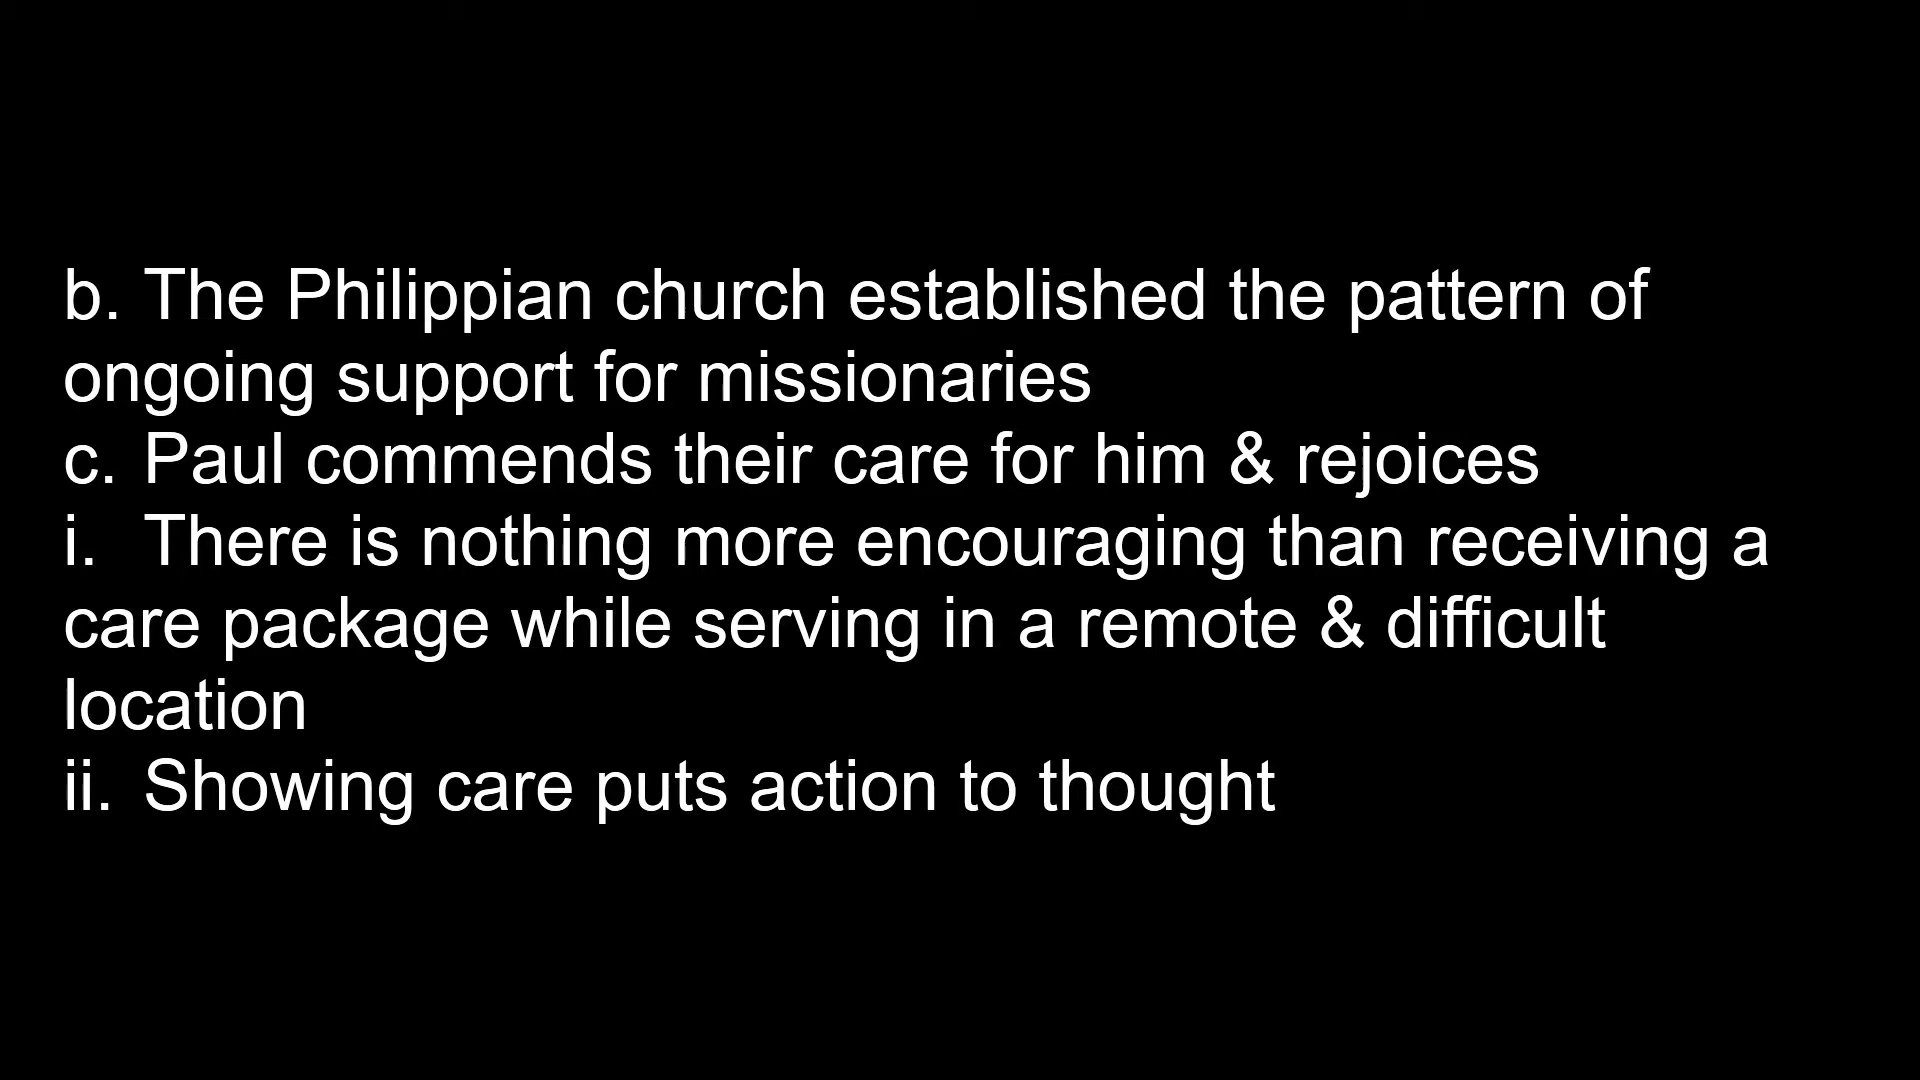 b. The Philippian church established the pattern of
ongoing support for missionaries
c. Paul commends their care for him & rejoices
i. There is nothing more encouraging than receiving a
care package while serving in a remote & difficult
location
ii. Showing care puts action to thought